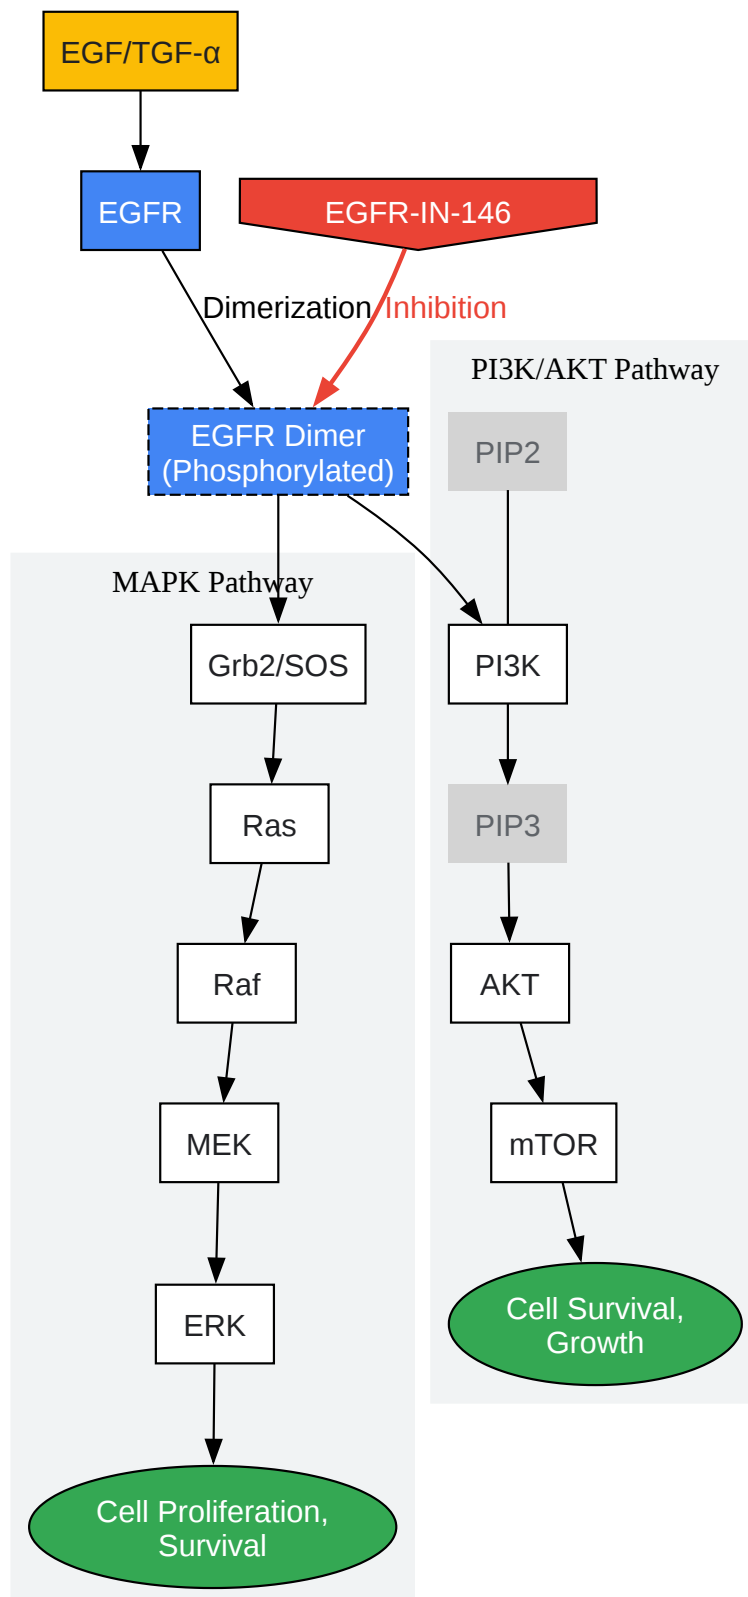 EGF/TGF-α
EGFR
EGFR-IN-146
Dimerization
Inhibition
PI3K/AKT Pathway
EGFR Dimer
(Phosphorylated)
PIP2
MAPK Pathway
Grb2/SOS
PI3K
Ras
PIP3
Raf
AKT
MEK
mTOR
ERK
Cell Survival,
Growth
Cell Proliferation,
Survival